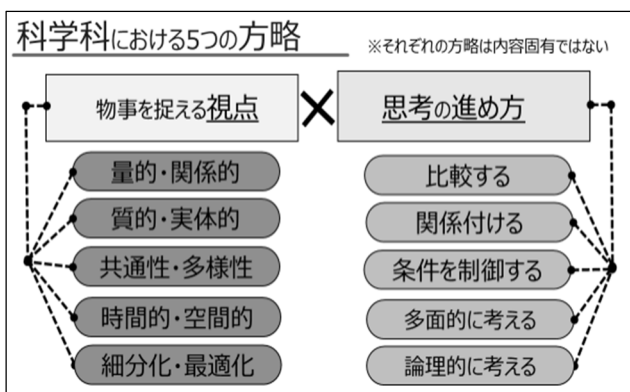 科学科における5つの方略
※それぞれの方略は内容固有ではない
物事を捉える視点
×
思考の進め方
量的・関係的
質的・実体的
共通性・多様性
時間的・空間的
細分化・最適化
比較する
関係付ける
条件を制御する
多面的に考える
論理的に考える